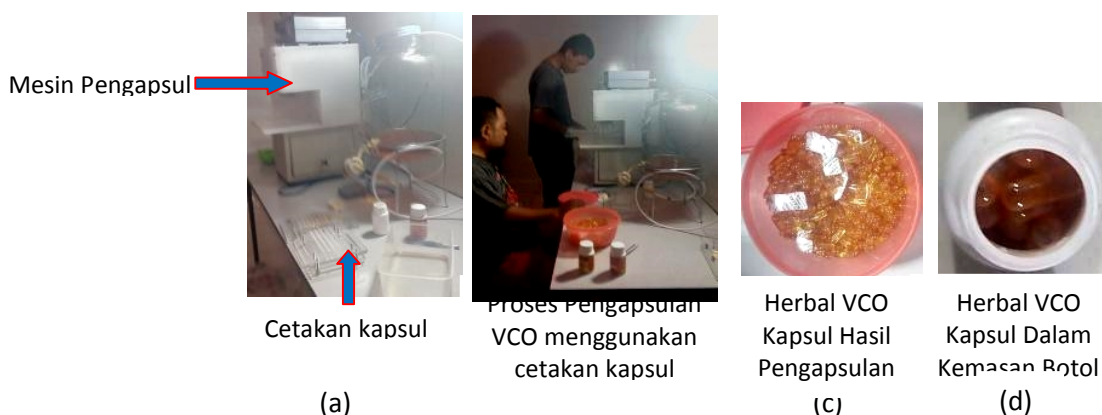 Mesin Pengapsul
Cetakan kapsul
(a)
Proses Pengapsulan
VCO menggunakan
cetakan kapsul
Herbal VCO
Kapsul Hasil
Pengapsulan
(c)
Herbal VCO
Kapsul Dalam
Kemasan Botol
(d)